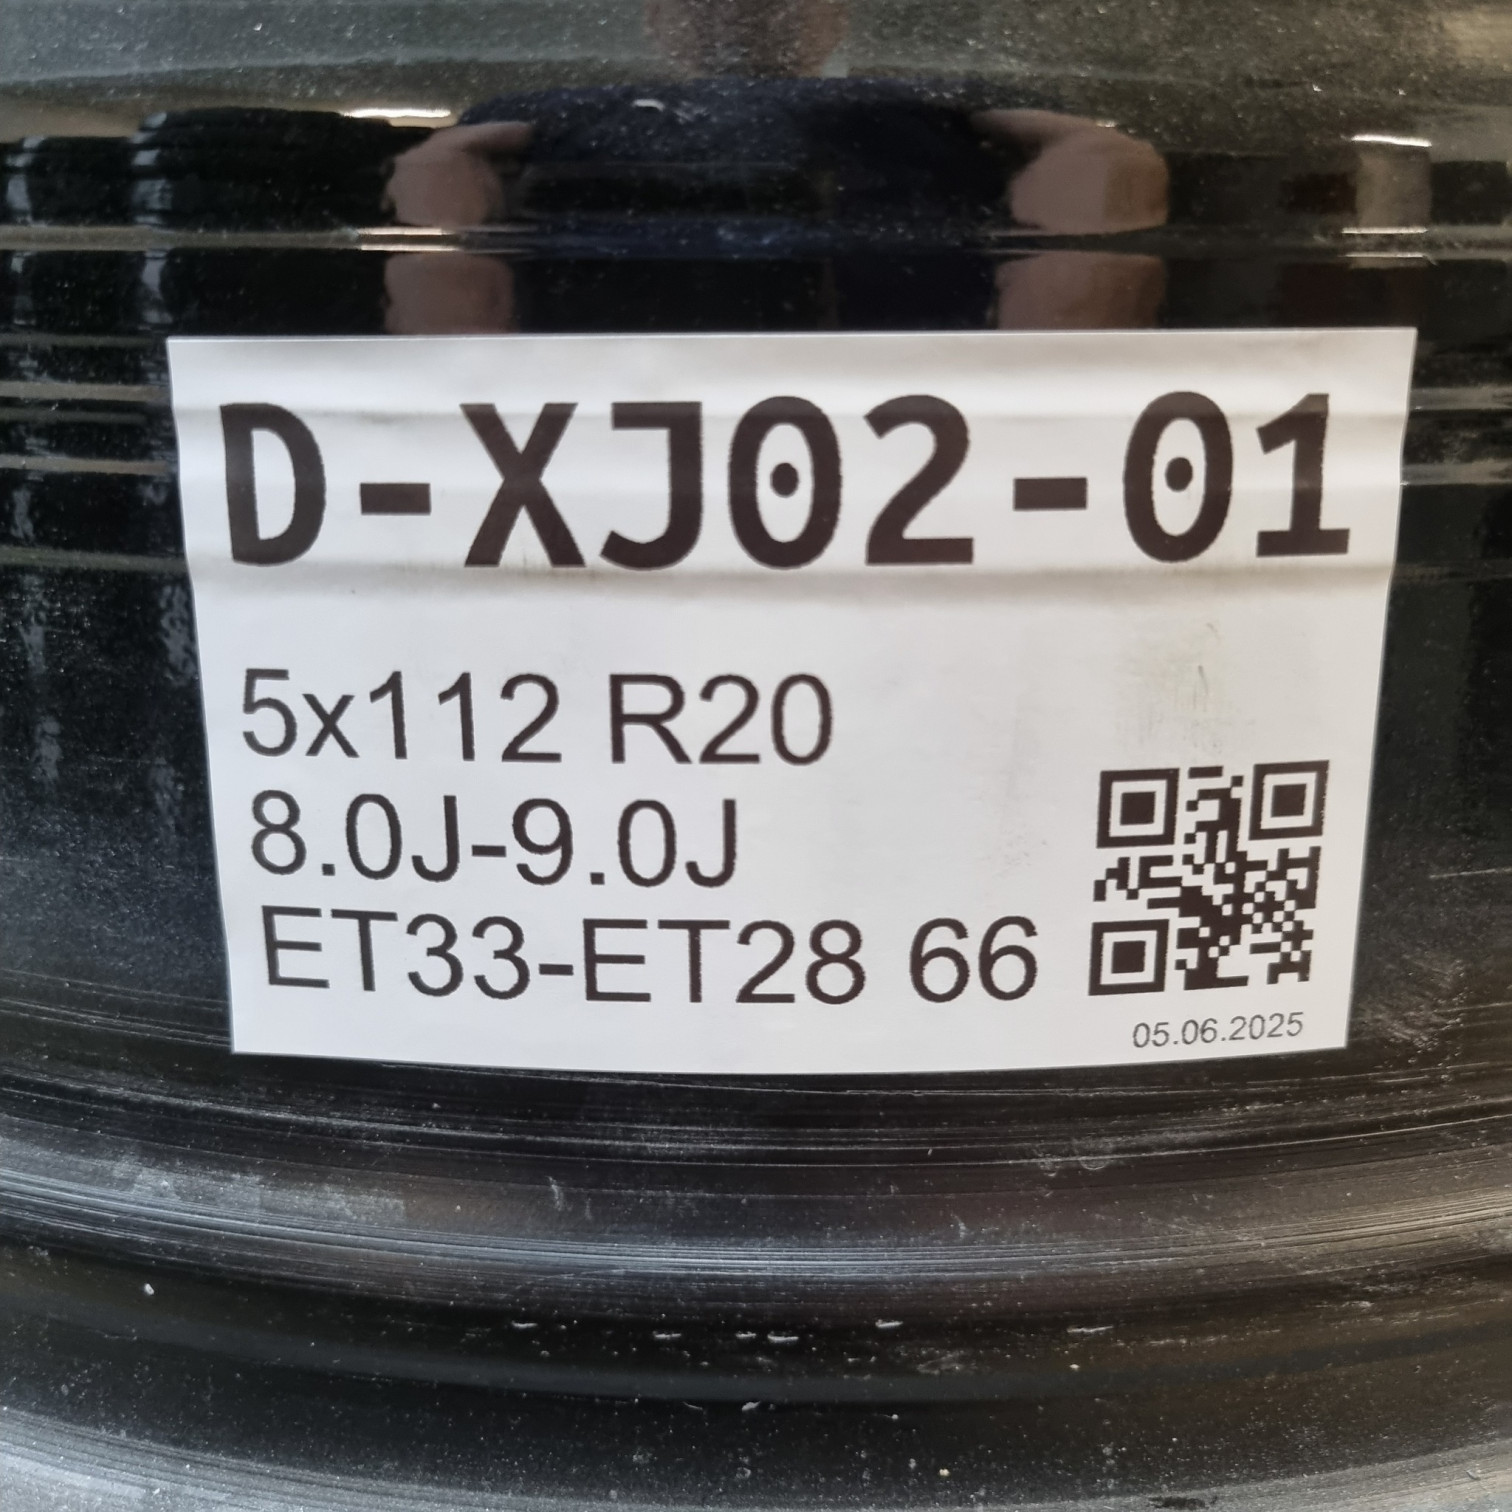 D-XJ02-01
5x112 R20
8.0J-9.0J
ET33-ET28 66
05.06.2025